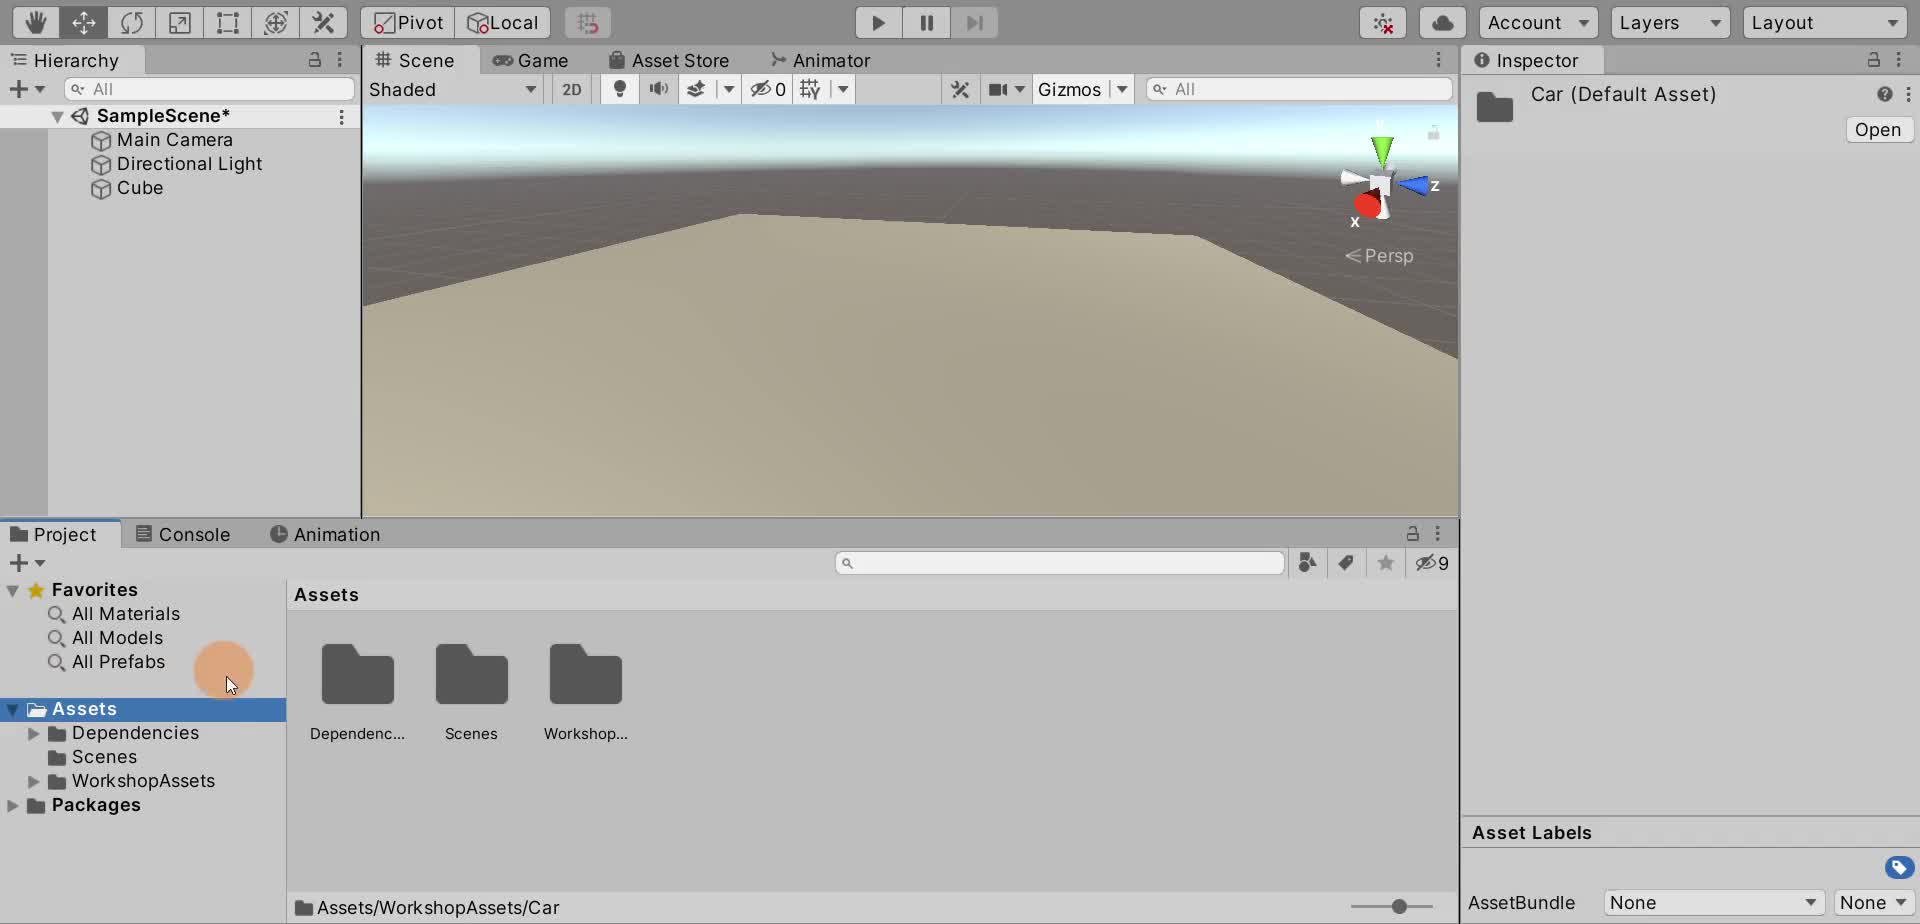 Pivot Local Account Layers Layout
Hierarchy
All
SampleScene*
Main Camera
Directional Light
Cube
Scene Game Asset Store Animator
Shaded 2D 0 Gizmos All
z
x
Persp
Inspector
Car (Default Asset)
Open
Project Console Animation
9
Favorites
All Materials
All Models
All Prefabs
Assets
Dependencies
Scenes
WorkshopAssets
Packages
Assets
Dependenc... Scenes Workshop...
Assets/WorkshopAssets/Car
Asset Labels
AssetBundle None None